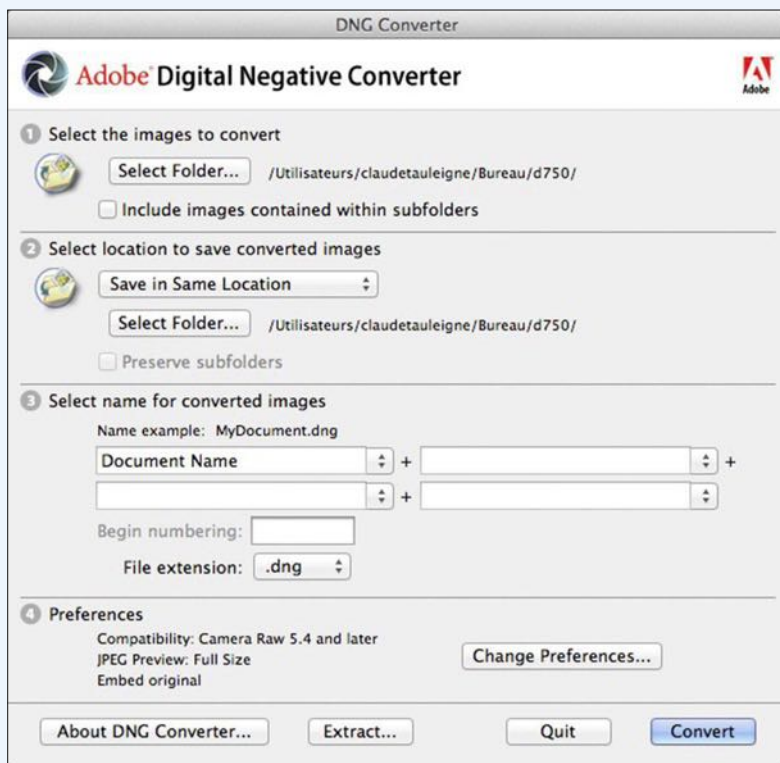 DNG Converter
Adobe® Digital Negative Converter
Adobe
1 Select the images to convert
Select Folder... /Utilisateurs/claudetauleigne/Bureau/d750/
Include images contained within subfolders
2 Select location to save converted images
Save in Same Location
Select Folder... /Utilisateurs/claudetauleigne/Bureau/d750/
Preserve subfolders
3 Select name for converted images
Name example: MyDocument.dng
Document Name + +
+
Begin numbering:
File extension: .dng
4 Preferences
Compatibility: Camera Raw 5.4 and later
JPEG Preview: Full Size
Embed original
Change Preferences...
About DNG Converter... Extract... Quit Convert